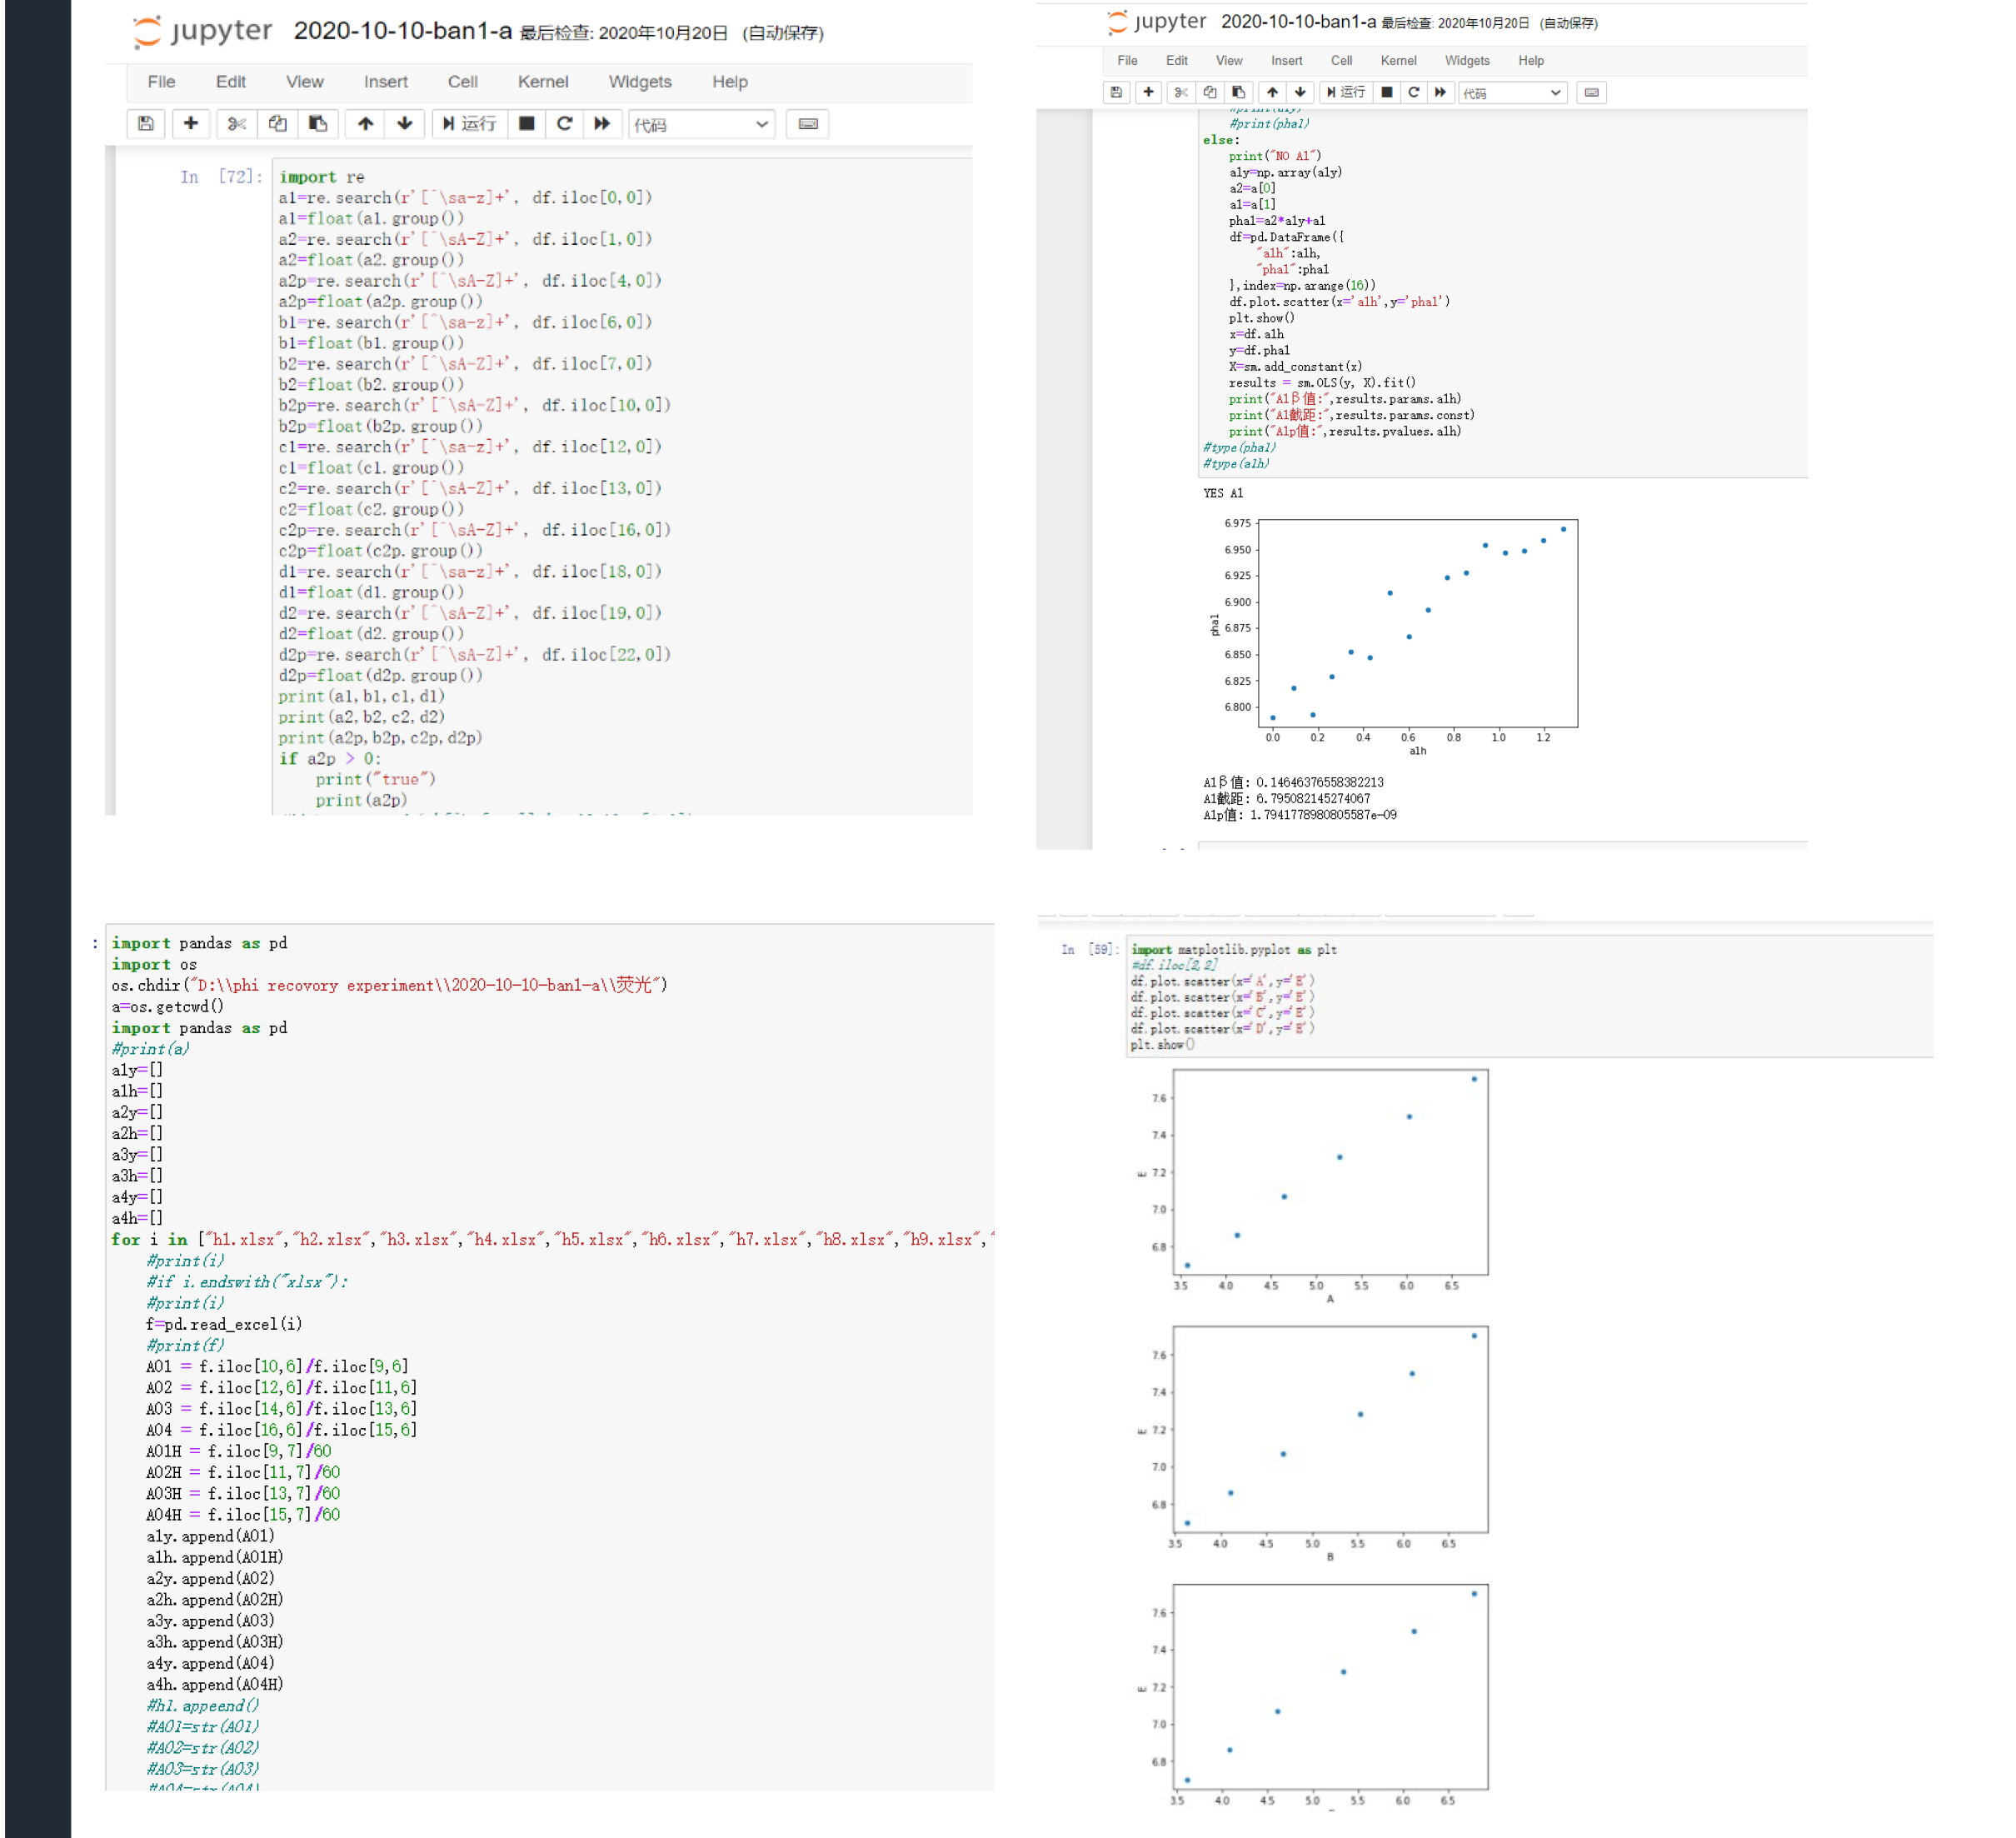 jupyter 2020-10-10-ban1-a 最后检查: 2020年10月20日 (自动保存)
File Edit View Insert Cell Kernel Widgets Help
运行 代码
In [72]:
import re
a1=re.search(r'[^\sa-z]+', df.iloc[0,0])
a1=float(a1.group())
a2=re.search(r'[^\sA-Z]+', df.iloc[1,0])
a2=float(a2.group())
a2p=re.search(r'[^\sA-Z]+', df.iloc[4,0])
a2p=float(a2p.group())
b1=re.search(r'[^\sa-z]+', df.iloc[6,0])
b1=float(b1.group())
b2=re.search(r'[^\sA-Z]+', df.iloc[7,0])
b2=float(b2.group())
b2p=re.search(r'[^\sA-Z]+', df.iloc[10,0])
b2p=float(b2p.group())
c1=re.search(r'[^\sa-z]+', df.iloc[12,0])
c1=float(c1.group())
c2=re.search(r'[^\sA-Z]+', df.iloc[13,0])
c2=float(c2.group())
c2p=re.search(r'[^\sA-Z]+', df.iloc[16,0])
c2p=float(c2p.group())
d1=re.search(r'[^\sa-z]+', df.iloc[18,0])
d1=float(d1.group())
d2=re.search(r'[^\sA-Z]+', df.iloc[19,0])
d2=float(d2.group())
d2p=re.search(r'[^\sA-Z]+', df.iloc[22,0])
d2p=float(d2p.group())
print(a1,b1,c1,d1)
print(a2,b2,c2,d2)
print(a2p,b2p,c2p,d2p)
if a2p > 0:
    print("true")
    print(a2p)
jupyter 2020-10-10-ban1-a 最后检查: 2020年10月20日 (自动保存)
File Edit View Insert Cell Kernel Widgets Help
运行 代码
    #print(pha1)
else:
    print("NO A1")
    a1y=np.array(a1y)
    a2=a[0]
    a1=a[1]
    pha1=a2*a1y+a1
    df=pd.DataFrame({
        "a1h":a1h,
        "pha1":pha1
    },index=np.arange(16))
    df.plot.scatter(x='a1h',y='pha1')
    plt.show()
    x=df.a1h
    y=df.pha1
    X=sm.add_constant(x)
    results = sm.OLS(y, X).fit()
    print("A1β值:",results.params.a1h)
    print("A1截距:",results.params.const)
    print("A1p值:",results.pvalues.a1h)
#type(pha1)
#type(a1h)
YES A1
6.975
6.950
6.925
6.900
6.875
6.850
6.825
6.800
pha1
0.0 0.2 0.4 0.6 0.8 1.0 1.2
a1h
A1β值: 0.14646376558382213
A1截距: 6.795082145274067
A1p值: 1.7941778980805587e-09
:
import pandas as pd
import os
os.chdir("D:\\phi recovory experiment\\2020-10-10-ban1-a\\荧光")
a=os.getcwd()
import pandas as pd
#print(a)
a1y=[]
a1h=[]
a2y=[]
a2h=[]
a3y=[]
a3h=[]
a4y=[]
a4h=[]
for i in ["h1.xlsx","h2.xlsx","h3.xlsx","h4.xlsx","h5.xlsx","h6.xlsx","h7.xlsx","h8.xlsx","h9.xlsx","
    #print(i)
    #if i.endswith("xlsx"):
    #print(i)
    f=pd.read_excel(i)
    #print(f)
    A01 = f.iloc[10,6]/f.iloc[9,6]
    A02 = f.iloc[12,6]/f.iloc[11,6]
    A03 = f.iloc[14,6]/f.iloc[13,6]
    A04 = f.iloc[16,6]/f.iloc[15,6]
    A01H = f.iloc[9,7]/60
    A02H = f.iloc[11,7]/60
    A03H = f.iloc[13,7]/60
    A04H = f.iloc[15,7]/60
    a1y.append(A01)
    a1h.append(A01H)
    a2y.append(A02)
    a2h.append(A02H)
    a3y.append(A03)
    a3h.append(A03H)
    a4y.append(A04)
    a4h.append(A04H)
    #h1.appeend()
    #A01=str(A01)
    #A02=str(A02)
    #A03=str(A03)
    #A04=str(A04)
In [59]:
import matplotlib.pyplot as plt
#df.iloc[2,2]
df.plot.scatter(x='A',y='E')
df.plot.scatter(x='B',y='E')
df.plot.scatter(x='C',y='E')
df.plot.scatter(x='D',y='E')
plt.show()
7.6
7.4
7.2
7.0
6.8
E
3.5 4.0 4.5 5.0 5.5 6.0 6.5
A
7.6
7.4
7.2
7.0
6.8
E
3.5 4.0 4.5 5.0 5.5 6.0 6.5
B
7.6
7.4
7.2
7.0
6.8
E
3.5 4.0 4.5 5.0 5.5 6.0 6.5